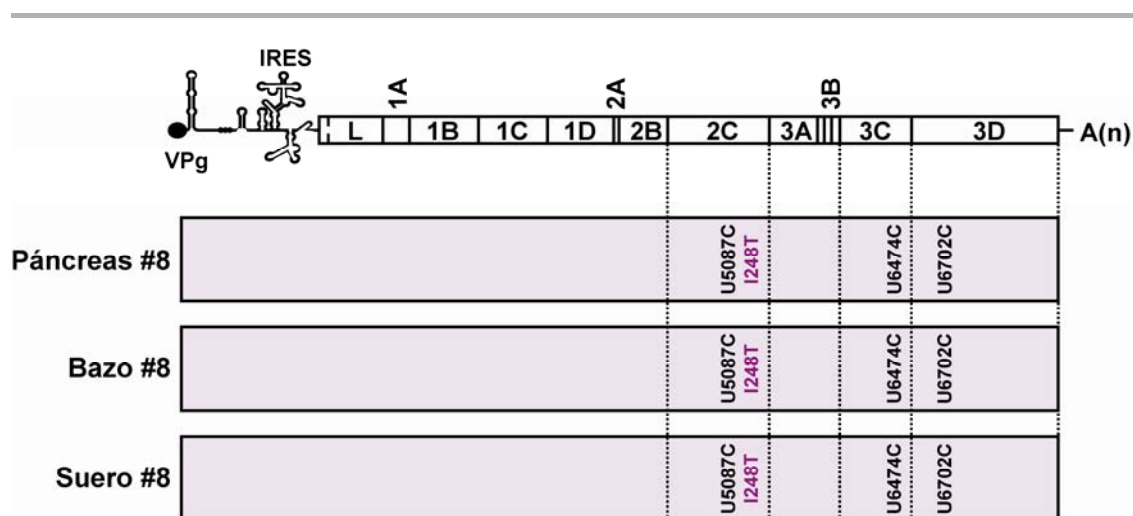 IRES
1A
2A
3B
L
1B
1C
1D
2B
2C
3A
3C
3D
A(n)
VPg
Páncreas #8
U5087C
I248T
U6474C
U6702C
Bazo #8
U5087C
I248T
U6474C
U6702C
Suero #8
U5087C
I248T
U6474C
U6702C